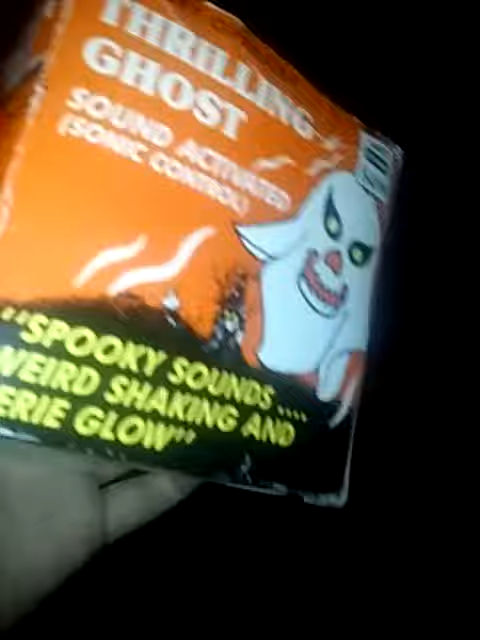 THRILLING
GHOST
SOUND ACTIVATED
(SONIC CONTROL)
"SPOOKY SOUNDS....
WEIRD SHAKING AND
ERIE GLOW"